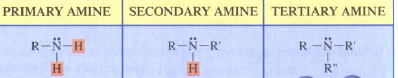 PRIMARY AMINE SECONDARY AMINE TERTIARY AMINE
R–N̈–H R–N̈–R' R–N̈–R'
H H R"